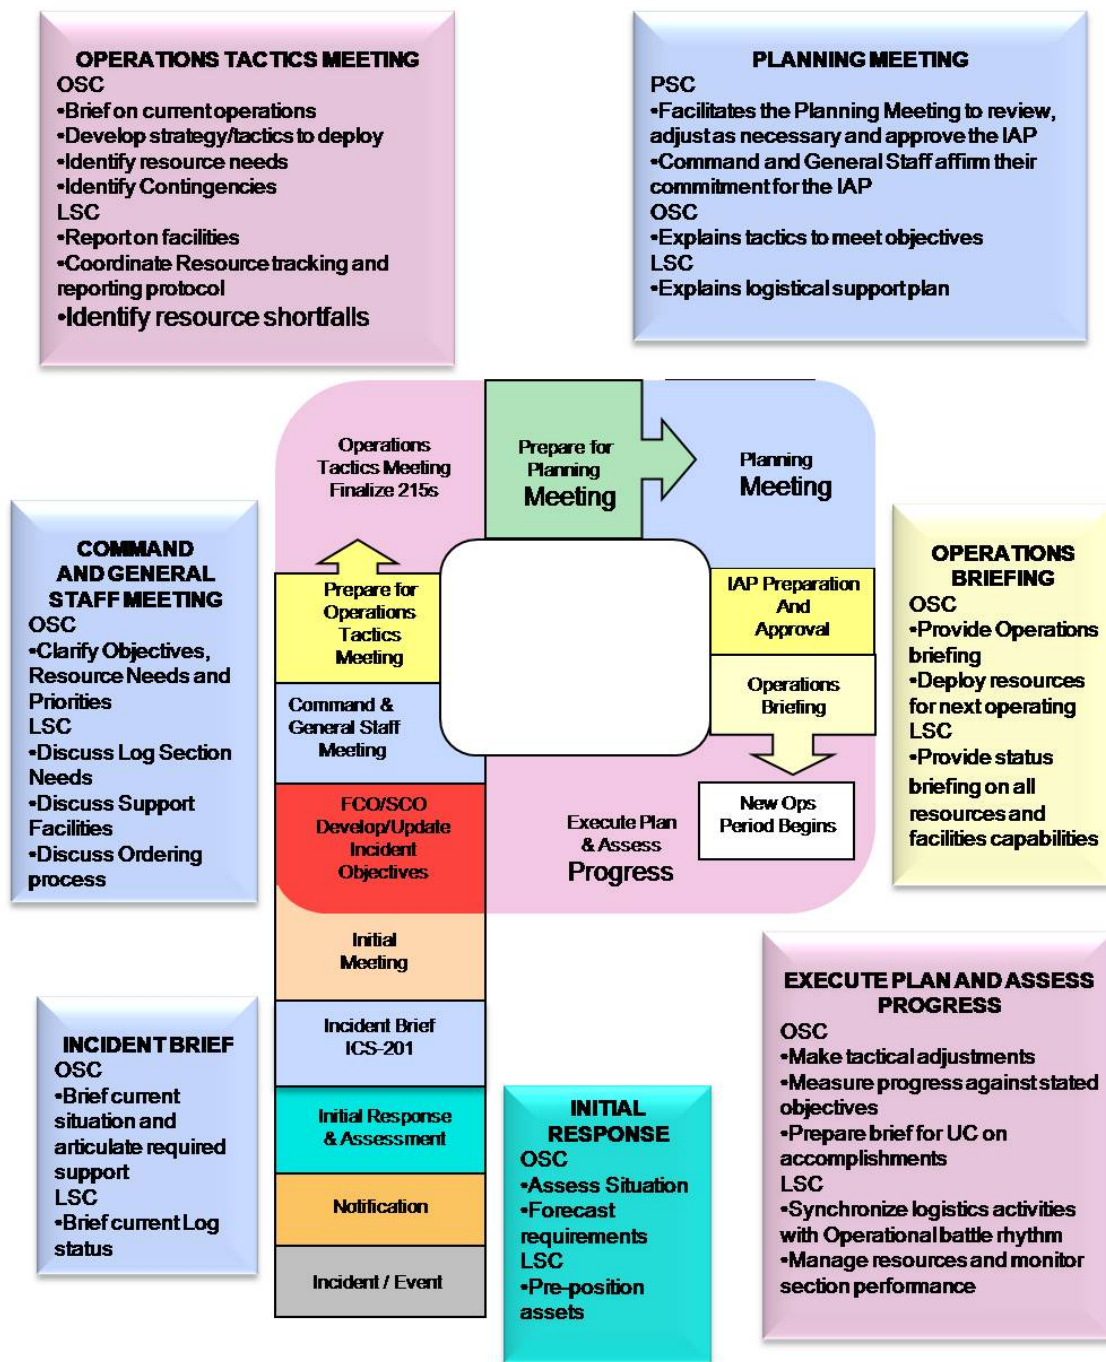 OPERATIONS TACTICS MEETING
OSC
•Brief on current operations
•Develop strategy/tactics to deploy
•Identify resource needs
•Identify Contingencies
LSC
•Report on facilities
•Coordinate Resource tracking and
reporting protocol
•Identify resource shortfalls
PLANNING MEETING
PSC
•Facilitates the Planning Meeting to review,
adjust as necessary and approve the IAP
•Command and General Staff affirm their
commitment for the IAP
OSC
•Explains tactics to meet objectives
LSC
•Explains logistical support plan
Operations
Tactics Meeting
Finalize 215s
Prepare for
Planning
Meeting
Planning
Meeting
COMMAND
AND GENERAL
STAFF MEETING
OSC
•Clarify Objectives,
Resource Needs and
Priorities
LSC
•Discuss Log Section
Needs
•Discuss Support
Facilities
•Discuss Ordering
process
Prepare for
Operations
Tactics
Meeting
Command &
General Staff
Meeting
FCO/SCO
Develop/Update
Incident
Objectives
Initial
Meeting
Incident Brief
ICS-201
Initial Response
& Assessment
Notification
Incident / Event
IAP Preparation
And
Approval
Operations
Briefing
New Ops
Period Begins
Execute Plan
& Assess
Progress
OPERATIONS
BRIEFING
OSC
•Provide Operations
briefing
•Deploy resources
for next operating
LSC
•Provide status
briefing on all
resources and
facilities capabilities
INCIDENT BRIEF
OSC
•Brief current
situation and
articulate required
support
LSC
•Brief current Log
status
INITIAL
RESPONSE
OSC
•Assess Situation
•Forecast
requirements
LSC
•Pre-position
assets
EXECUTE PLAN AND ASSESS
PROGRESS
OSC
•Make tactical adjustments
•Measure progress against stated
objectives
•Prepare brief for UC on
accomplishments
LSC
•Synchronize logistics activities
with Operational battle rhythm
•Manage resources and monitor
section performance